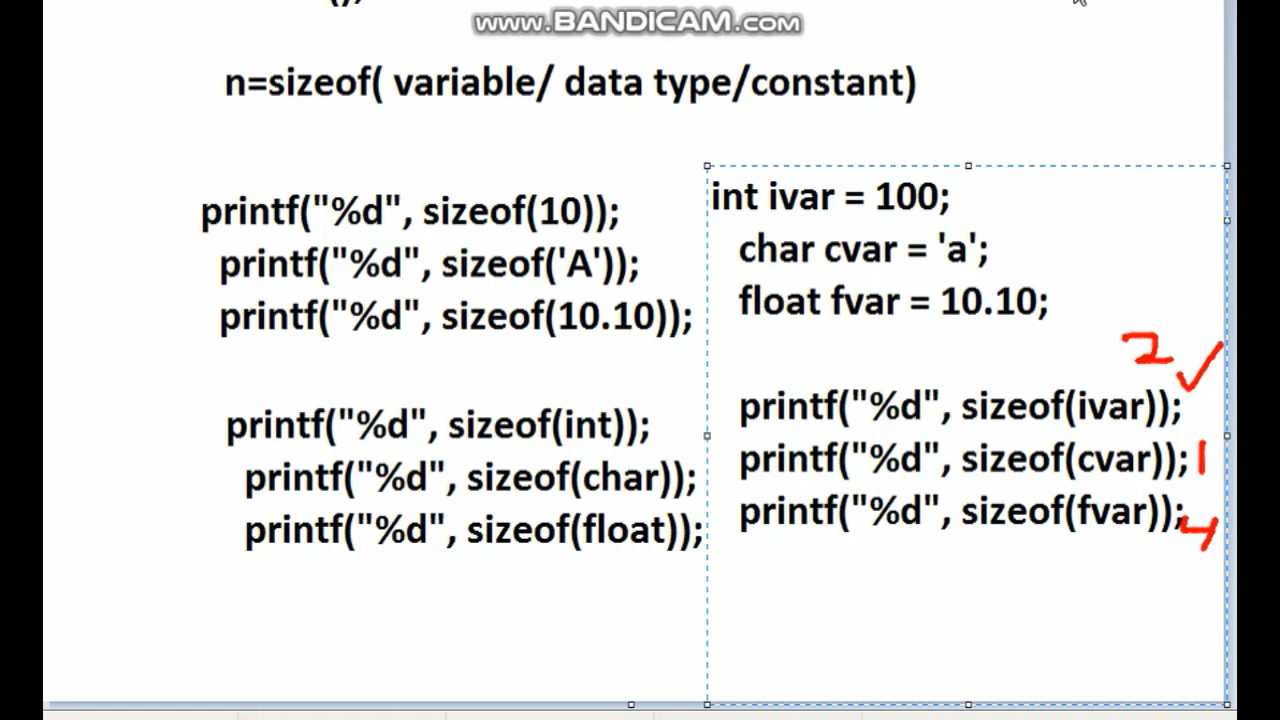 www.BANDICAM.com
n=sizeof( variable/ data type/constant)
printf("%d", sizeof(10));
printf("%d", sizeof('A'));
printf("%d", sizeof(10.10));
printf("%d", sizeof(int));
printf("%d", sizeof(char));
printf("%d", sizeof(float));
int ivar = 100;
char cvar = 'a';
float fvar = 10.10;
2 ✓
printf("%d", sizeof(ivar));
printf("%d", sizeof(cvar)); 1
printf("%d", sizeof(fvar)); 4